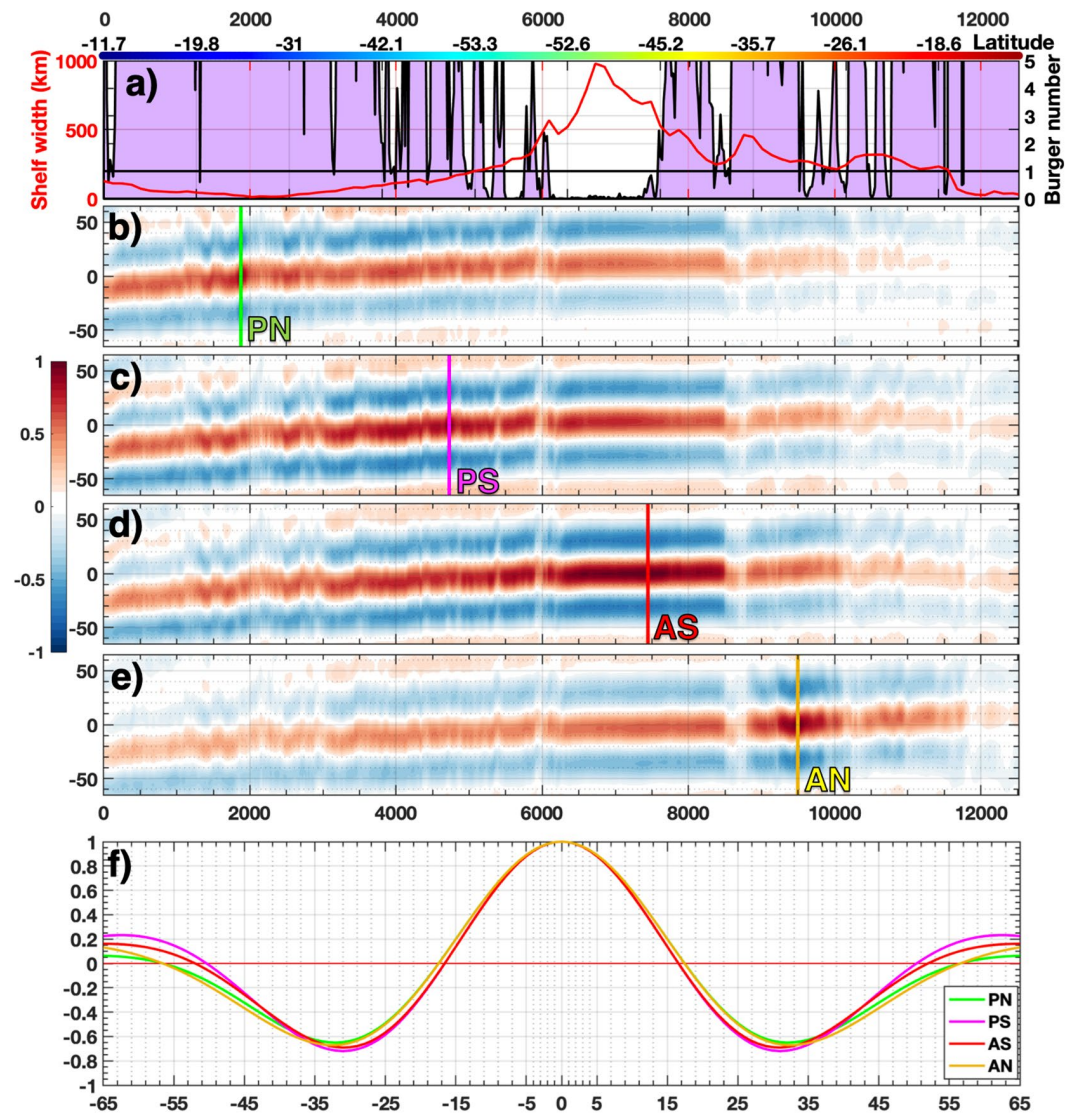 0 2000 4000 6000 8000 10000 12000
-11.7 -19.8 -31 -42.1 -53.3 -52.6 -45.2 -35.7 -26.1 -18.6 Latitude
a)
Shelf width (km)
1000
500
0
5
4
3
2
1
0
Burger number
b)
50
0
-50
PN
c)
50
0
-50
PS
1
0.5
0
0
-0.5
-1
d)
50
0
-50
AS
e)
50
0
-50
AN
0 2000 4000 6000 8000 10000 12000
f)
1
0.8
0.6
0.4
0.2
0
-0.2
-0.4
-0.6
-0.8
-1
PN
PS
AS
AN
-65 -55 -45 -35 -25 -15 -5 0 5 15 25 35 45 55 65